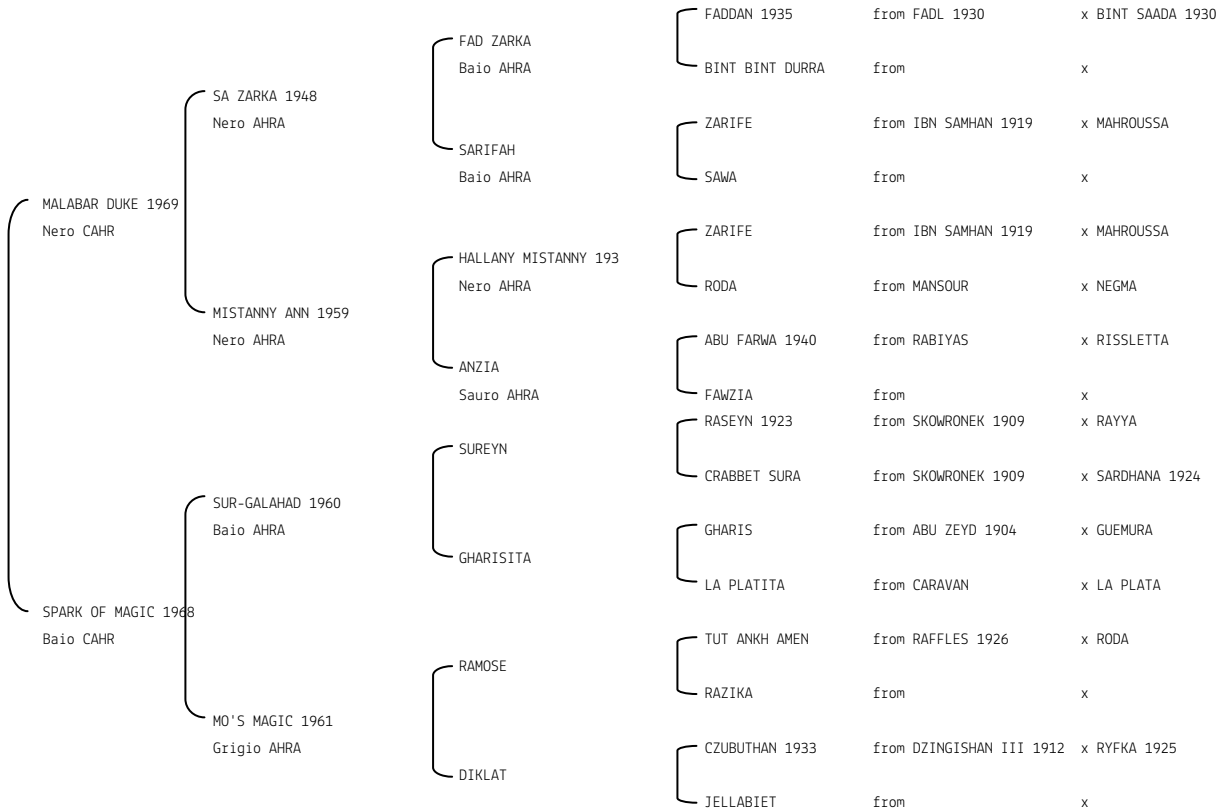 FADDAN 1935 from FADL 1930 x BINT SAADA 1930
FAD ZARKA
Baio AHRA
BINT BINT DURRA from x
SA ZARKA 1948
Nero AHRA
ZARIFE from IBN SAMHAN 1919 x MAHROUSSA
SARIFAH
Baio AHRA
SAWA from x
MALABAR DUKE 1969
Nero CAHR
ZARIFE from IBN SAMHAN 1919 x MAHROUSSA
HALLANY MISTANNY 193
Nero AHRA
RODA from MANSOUR x NEGMA
MISTANNY ANN 1959
Nero AHRA
ABU FARWA 1940 from RABIYAS x RISSLETTA
ANZIA
Sauro AHRA
FAWZIA from x
RASEYN 1923 from SKOWRONEK 1909 x RAYYA
SUREYN
CRABBET SURA from SKOWRONEK 1909 x SARDHANA 1924
SUR-GALAHAD 1960
Baio AHRA
GHARIS from ABU ZEYD 1904 x GUEMURA
GHARISITA
LA PLATITA from CARAVAN x LA PLATA
SPARK OF MAGIC 1968
Baio CAHR
TUT ANKH AMEN from RAFFLES 1926 x RODA
RAMOSE
RAZIKA from x
MO'S MAGIC 1961
Grigio AHRA
CZUBUTHAN 1933 from DZINGISHAN III 1912 x RYFKA 1925
DIKLAT
JELLABIET from x